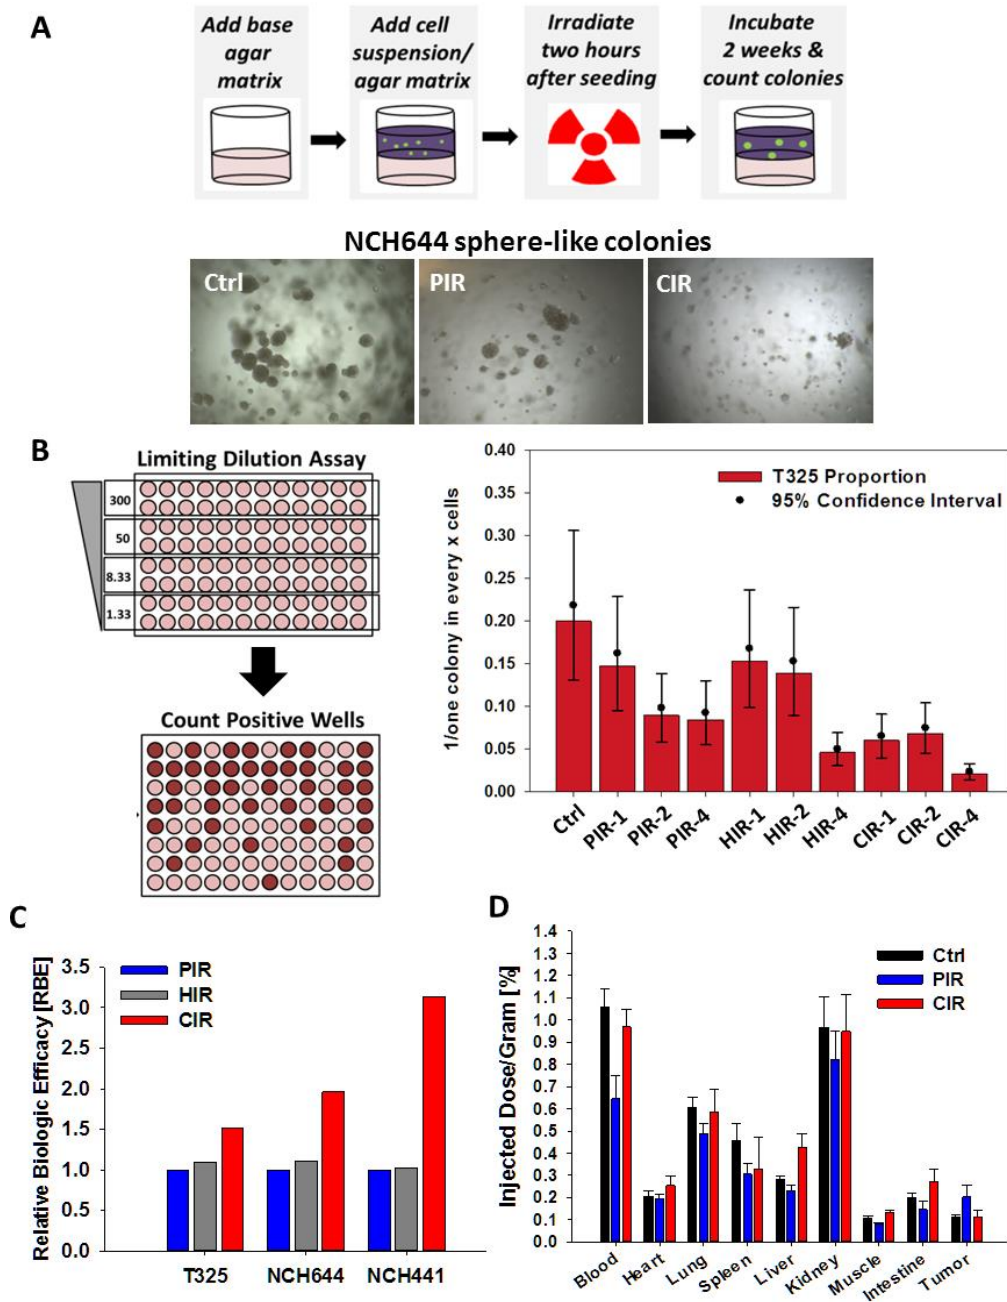 A
Add base
agar
matrix
Add cell
suspension/
agar matrix
Irradiate
two hours
after seeding
Incubate
2 weeks &
count colonies
NCH644 sphere-like colonies
Ctrl
PIR
CIR
B
Limiting Dilution Assay
300
50
8.33
1.33
Count Positive Wells
1/one colony in every x cells
0.40
0.35
0.30
0.25
0.20
0.15
0.10
0.05
0.00
T325 Proportion
95% Confidence Interval
Ctrl
PIR-1
PIR-2
PIR-4
HIR-1
HIR-2
HIR-4
CIR-1
CIR-2
CIR-4
C
Relative Biologic Efficacy [RBE]
3.5
3.0
2.5
2.0
1.5
1.0
0.5
0.0
PIR
HIR
CIR
T325
NCH644
NCH441
D
Injected Dose/Gram [%]
1.4
1.3
1.2
1.1
1.0
0.9
0.8
0.7
0.6
0.5
0.4
0.3
0.2
0.1
0.0
Ctrl
PIR
CIR
Blood
Heart
Lung
Spleen
Liver
Kidney
Muscle
Intestine
Tumor